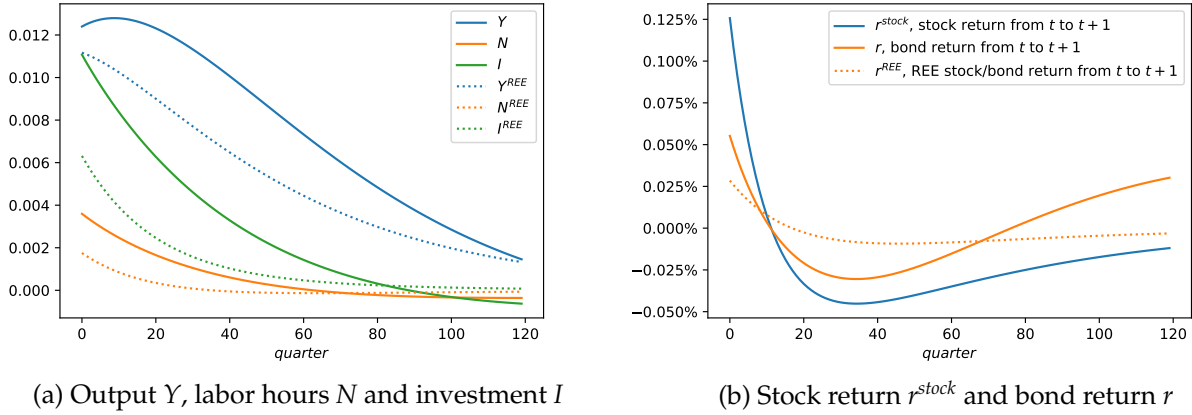 0.012
0.010
0.008
0.006
0.004
0.002
0.000
0 20 40 60 80 100 120
quarter
Y
N
I
Y^{REE}
N^{REE}
I^{REE}
(a) Output Y, labor hours N and investment I
0.125%
0.100%
0.075%
0.050%
0.025%
0.000%
−0.025%
−0.050%
0 20 40 60 80 100 120
quarter
r^{stock}, stock return from t to t + 1
r, bond return from t to t + 1
r^{REE}, REE stock/bond return from t to t + 1
(b) Stock return r^{stock} and bond return r